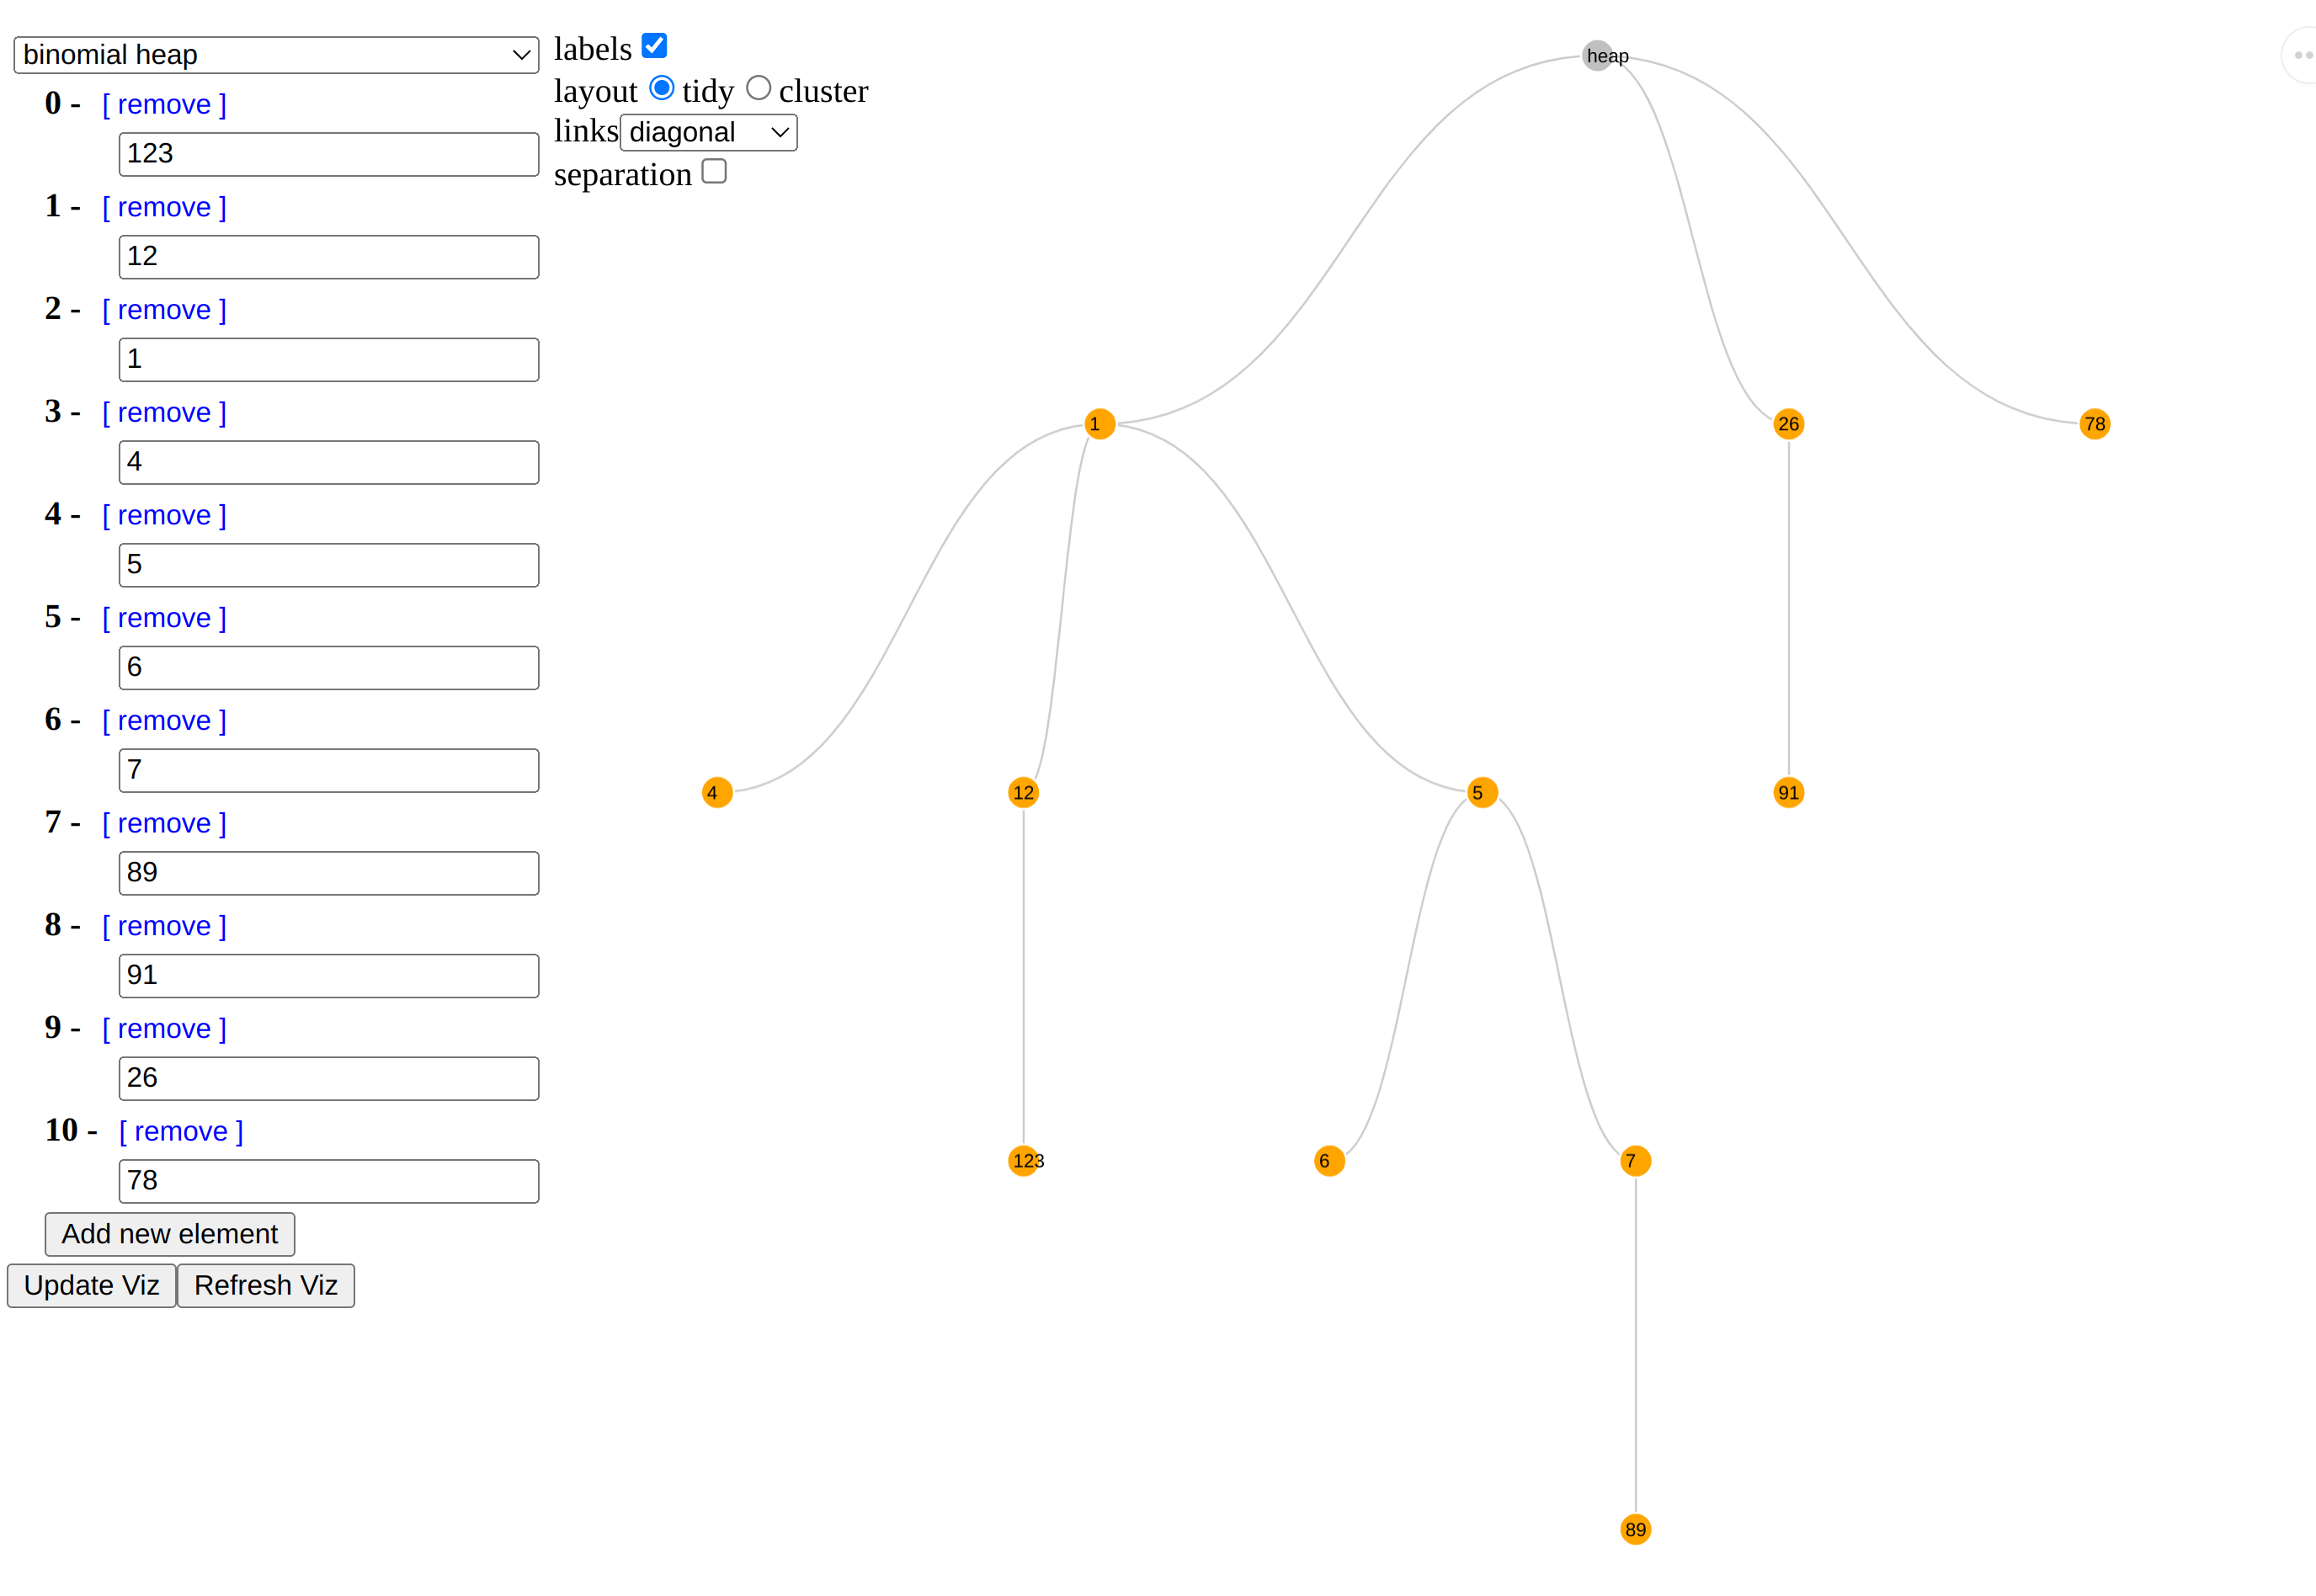 binomial heap
labels
layout tidy cluster
links diagonal
separation
0 - [ remove ]
123
1 - [ remove ]
12
2 - [ remove ]
1
3 - [ remove ]
4
4 - [ remove ]
5
5 - [ remove ]
6
6 - [ remove ]
7
7 - [ remove ]
89
8 - [ remove ]
91
9 - [ remove ]
26
10 - [ remove ]
78
Add new element
Update Viz Refresh Viz
heap
1 26 78
4 12 5 91
123 6 7
89